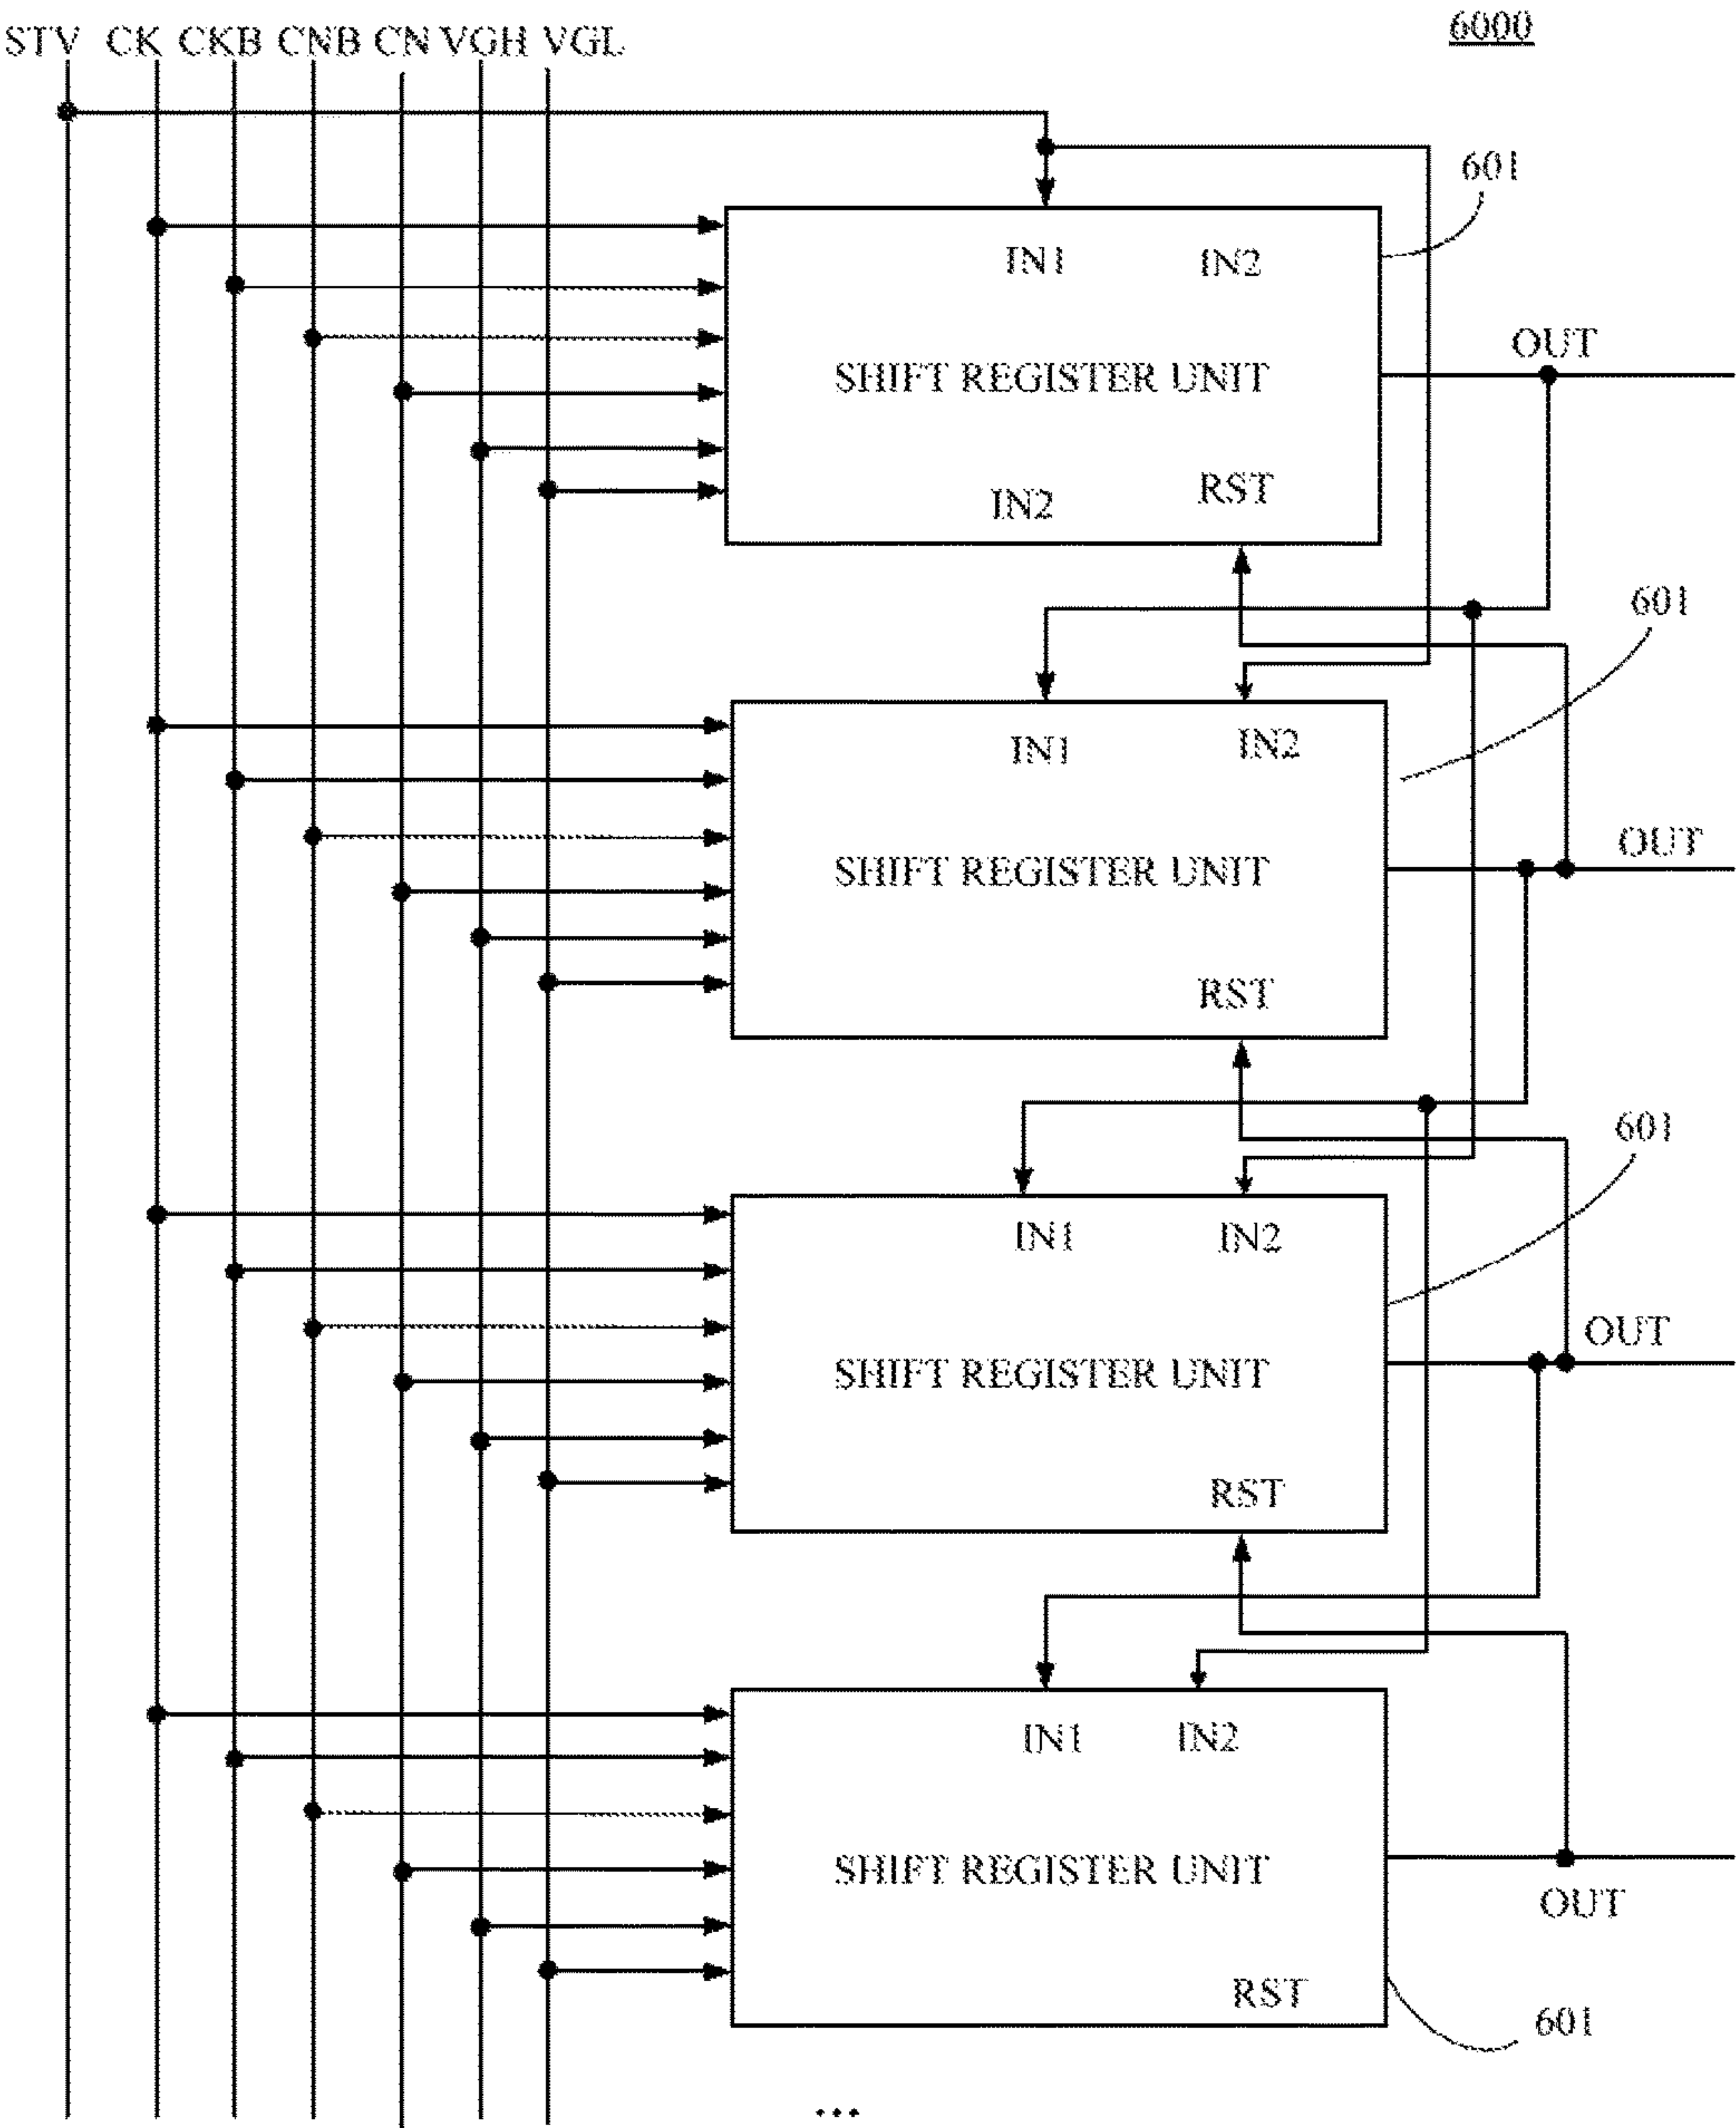 6000
STV CK CKB CNB CN VGH VGL
601
IN1 IN2
OUT
SHIFT REGISTER UNIT
RST
IN2
601
IN1 IN2
OUT
SHIFT REGISTER UNIT
RST
601
IN1 IN2
OUT
SHIFT REGISTER UNIT
RST
IN1 IN2
SHIFT REGISTER UNIT
OUT
RST
601
...